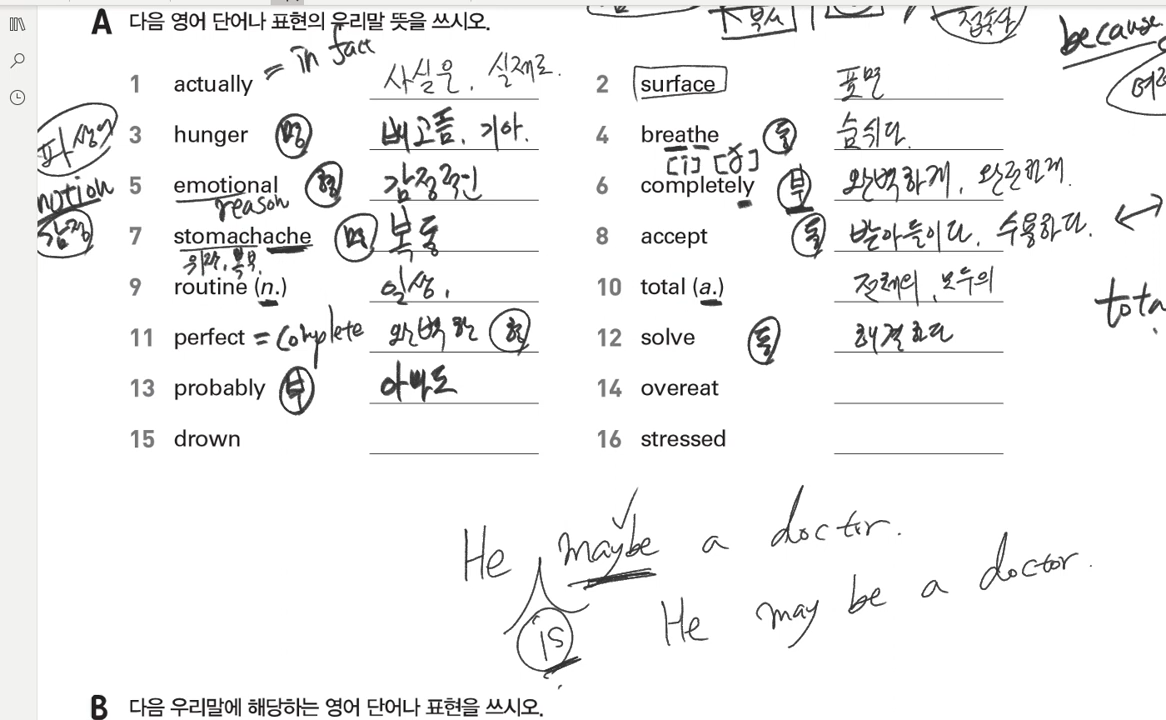 A 다음 영어 단어나 표현의 우리말 뜻을 쓰시오.
because
1 actually = in fact 사실은, 실제로.
2 surface 표면
3 hunger 명 배고픔, 기아.
4 breathe 동 숨쉬다.
[i] [ð]
파생어
5 emotional 형 감정적인
reason
6 completely 부 완벽하게, 완전하게.
감정
7 stomachache 명 복통
위장, 복부.
8 accept 동 받아들이다, 수용하다.
9 routine (n.) 일상,
10 total (a.) 전체의, 모두의
tota
11 perfect = complete 완벽한 형
12 solve 동 해결하다
13 probably 부 아마도
14 overeat
15 drown
16 stressed
He maybe a doctor.
is
He may be a doctor.
B 다음 우리말에 해당하는 영어 단어나 표현을 쓰시오.